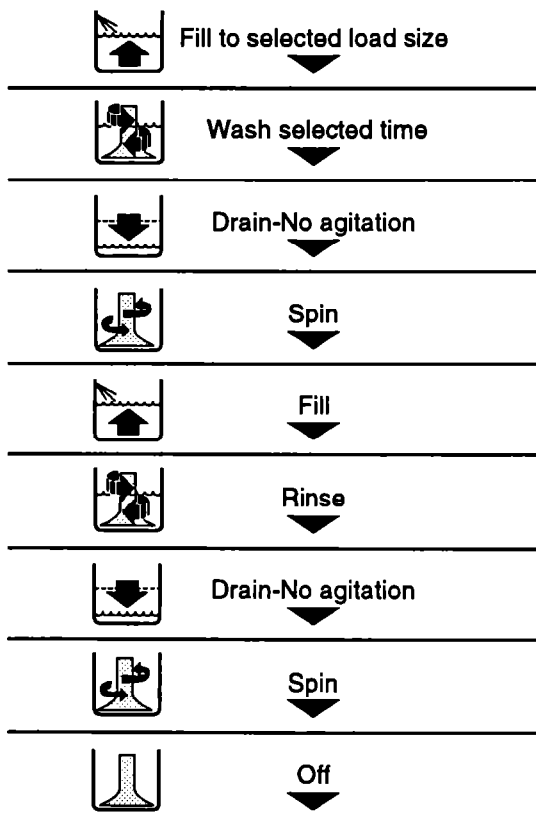 Fill to selected load size
Wash selected time
Drain-No agitation
Spin
Fill
Rinse
Drain-No agitation
Spin
Off